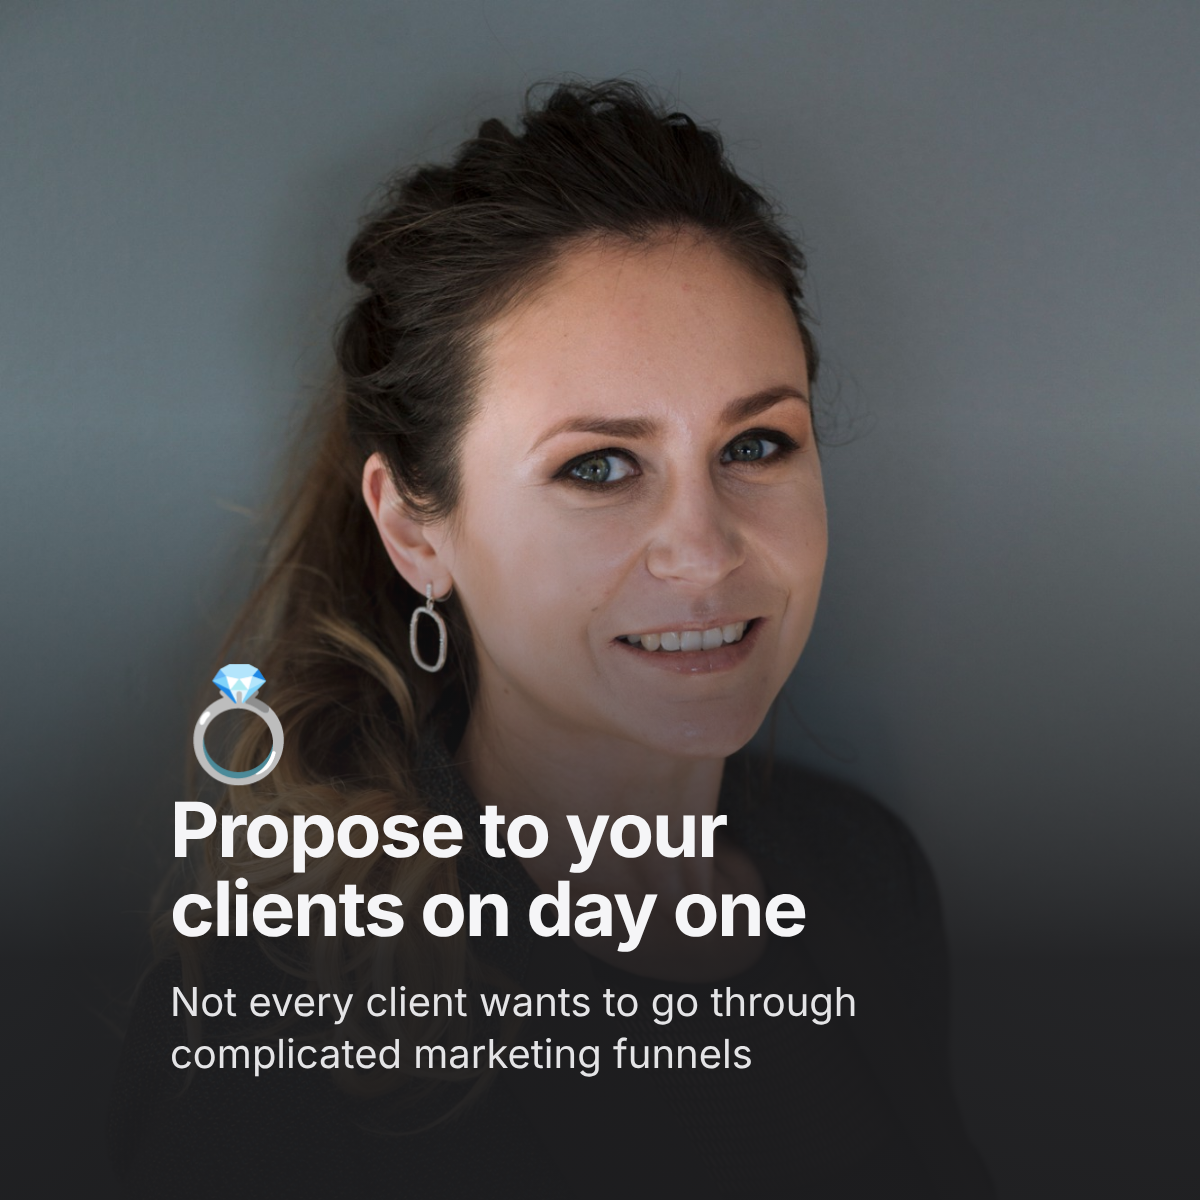 Propose to your
clients on day one
Not every client wants to go through
complicated marketing funnels